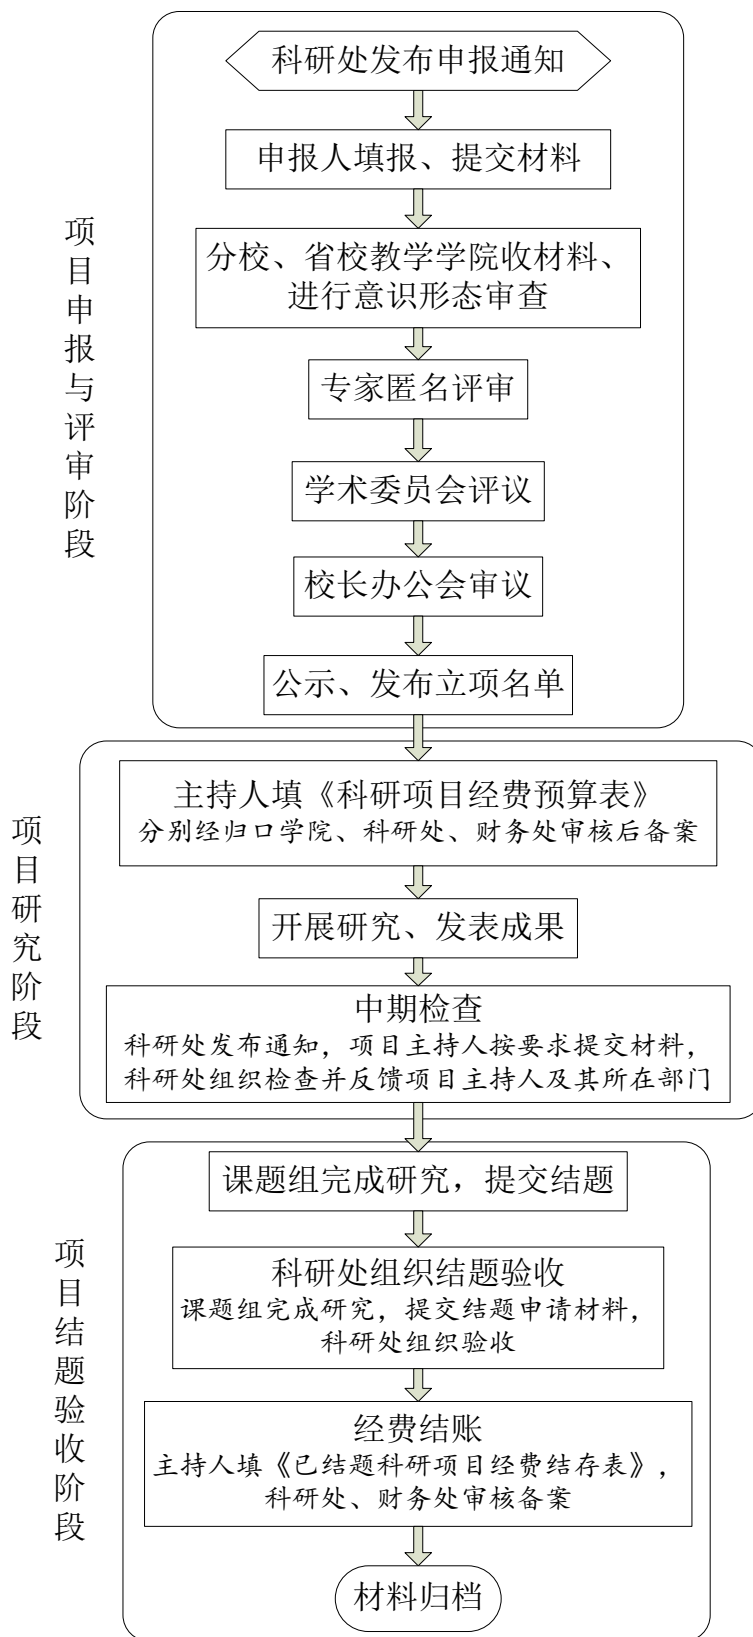 项目申报与评审阶段
科研处发布申报通知
申报人填报、提交材料
分校、省校教学学院收材料、
进行意识形态审查
专家匿名评审
学术委员会评议
校长办公会审议
公示、发布立项名单
项目研究阶段
主持人填《科研项目经费预算表》
分别经归口学院、科研处、财务处审核后备案
开展研究、发表成果
中期检查
科研处发布通知，项目主持人按要求提交材料，
科研处组织检查并反馈项目主持人及其所在部门
项目结题验收阶段
课题组完成研究，提交结题
科研处组织结题验收
课题组完成研究，提交结题申请材料，
科研处组织验收
经费结账
主持人填《已结题科研项目经费结存表》，
科研处、财务处审核备案
材料归档